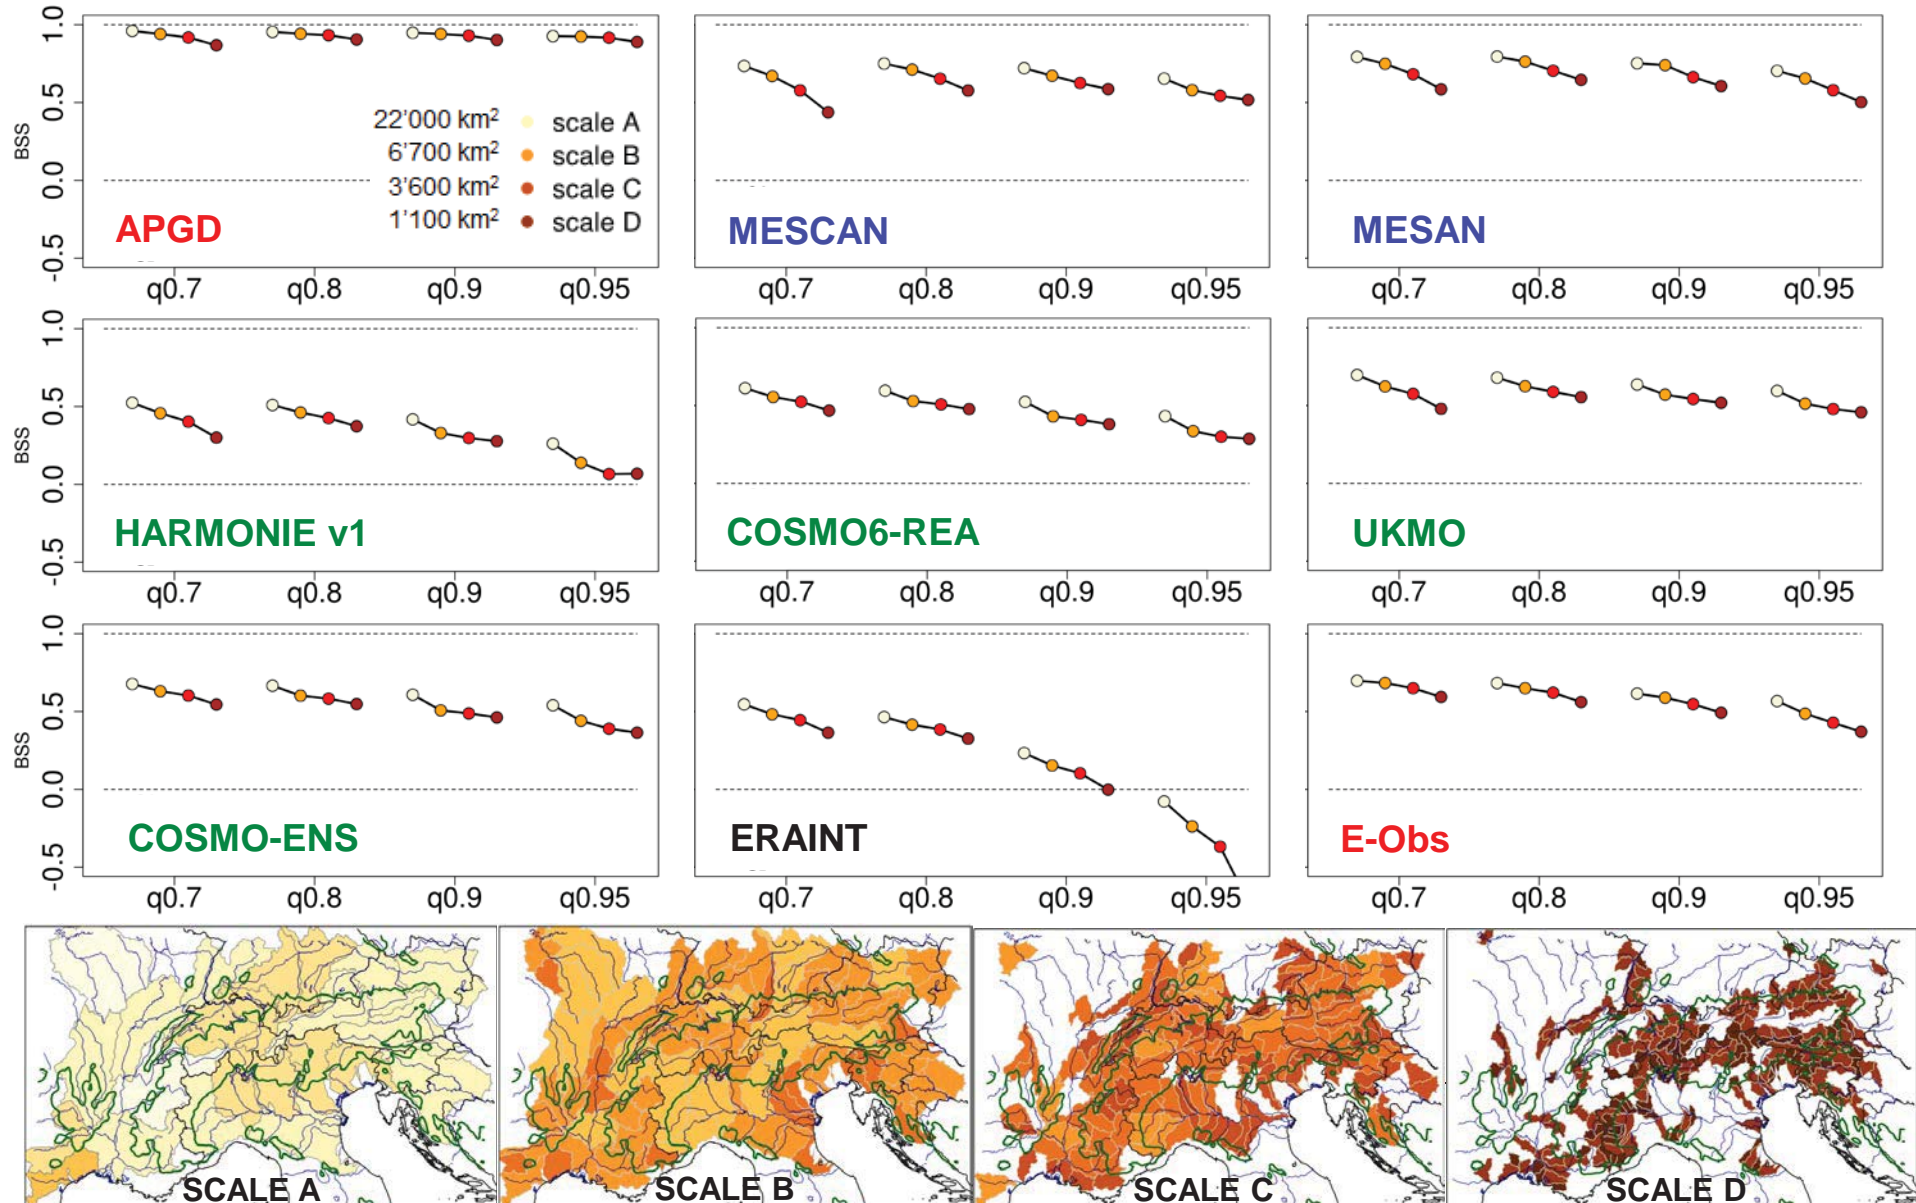 1.0
0.5
0.0
-0.5
BSS
22'000 km² scale A
6'700 km² scale B
3'600 km² scale C
1'100 km² scale D
APGD
MESCAN
MESAN
q0.7 q0.8 q0.9 q0.95
q0.7 q0.8 q0.9 q0.95
q0.7 q0.8 q0.9 q0.95
1.0
0.5
0.0
-0.5
BSS
HARMONIE v1
COSMO6-REA
UKMO
q0.7 q0.8 q0.9 q0.95
q0.7 q0.8 q0.9 q0.95
q0.7 q0.8 q0.9 q0.95
1.0
0.5
0.0
-0.5
BSS
COSMO-ENS
ERAINT
E-Obs
q0.7 q0.8 q0.9 q0.95
q0.7 q0.8 q0.9 q0.95
q0.7 q0.8 q0.9 q0.95
SCALE A
SCALE B
SCALE C
SCALE D